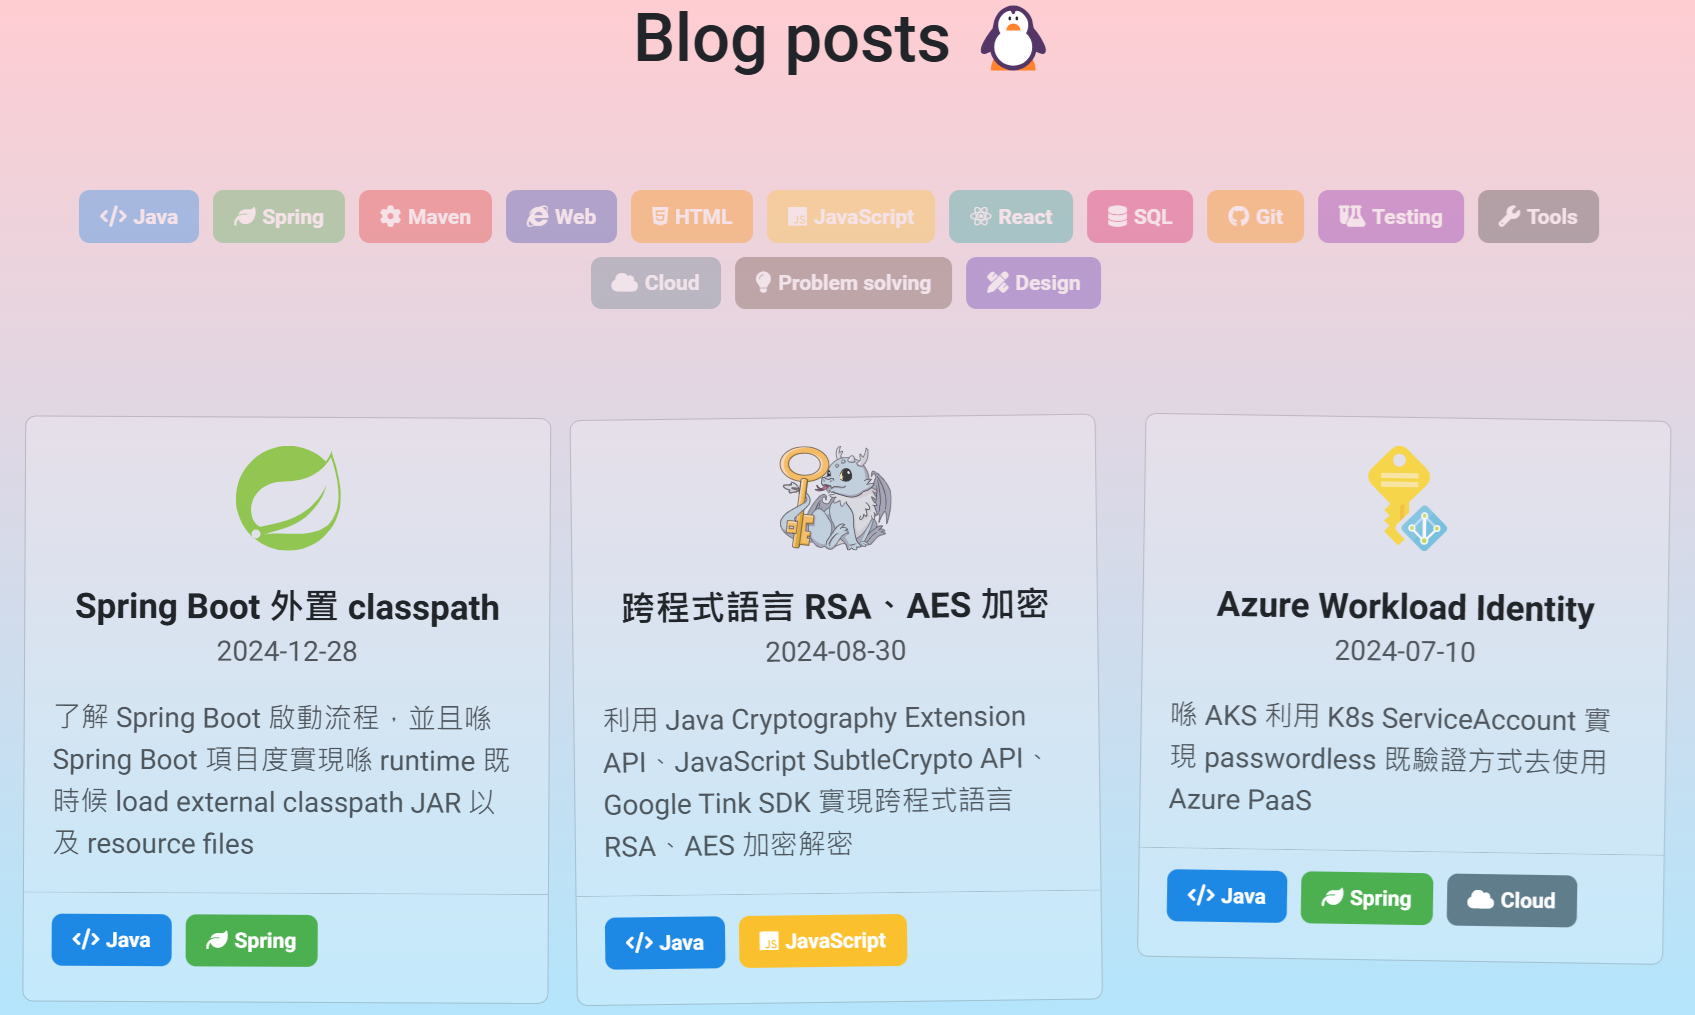 Blog posts
Java Spring Maven Web HTML JavaScript React SQL Git Testing Tools
Cloud Problem solving Design
Spring Boot 外置 classpath
2024-12-28
了解 Spring Boot 啟動流程，並且喺
Spring Boot 項目度實現喺 runtime 既
時候 load external classpath JAR 以
及 resource files
Java Spring
跨程式語言 RSA、AES 加密
2024-08-30
利用 Java Cryptography Extension
API、JavaScript SubtleCrypto API、
Google Tink SDK 實現跨程式語言
RSA、AES 加密解密
Java JavaScript
Azure Workload Identity
2024-07-10
喺 AKS 利用 K8s ServiceAccount 實
現 passwordless 既驗證方式去使用
Azure PaaS
Java Spring Cloud